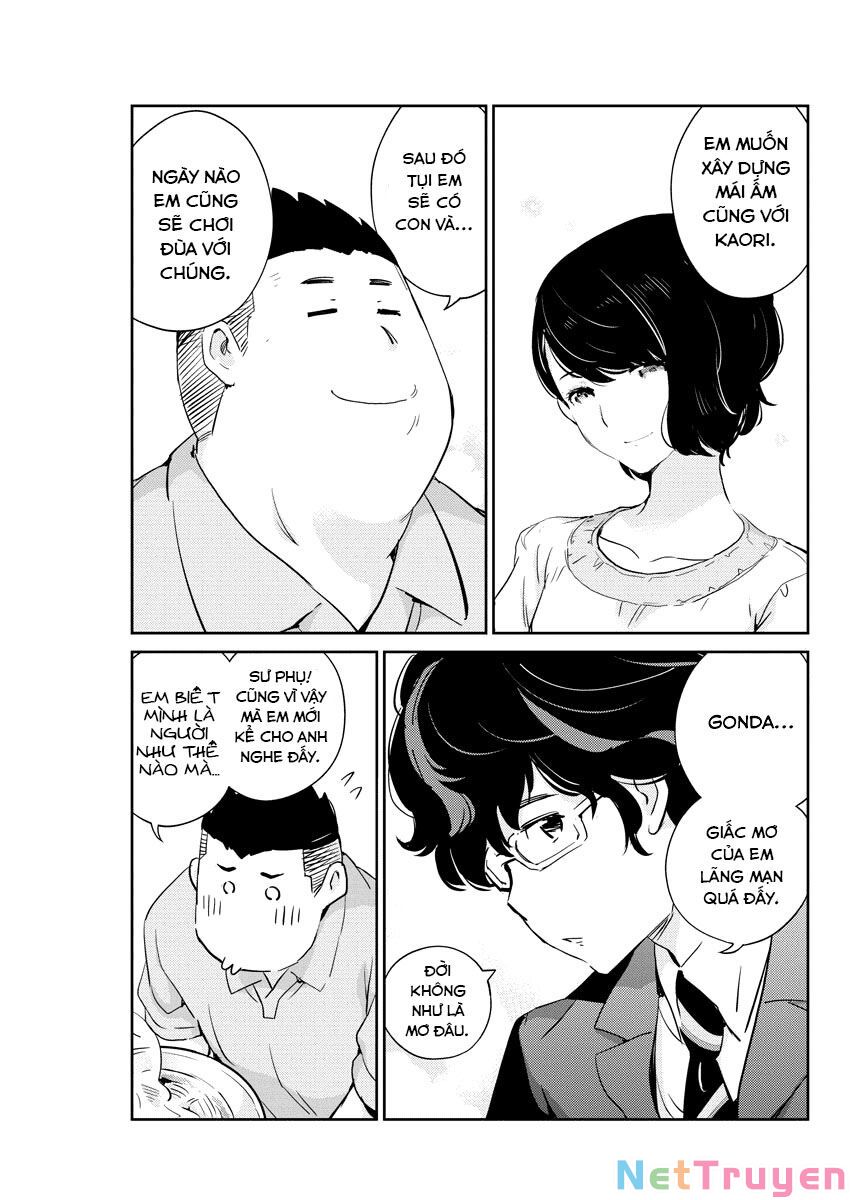 EM MUỐN
XÂY DỰNG
MÁI ẤM
CŨNG VỚI
KAORI.
SAU ĐÓ
TỤI EM
SẼ CÓ
CON VÀ...
NGÀY NÀO
EM CŨNG
SẼ CHƠI
ĐÙA VỚI
CHÚNG.
GONDA...
GIẤC MƠ
CỦA EM
LÃNG MẠN
QUÁ ĐẤY.
ĐỜI
KHÔNG
NHƯ LÀ
MƠ ĐÂU.
SƯ PHỤ!
CŨNG VÌ VẬY
MÀ EM MỚI
KỂ CHO ANH
NGHE ĐẤY.
EM BIẾT
MÌNH LÀ
NGƯỜI
NHƯ THẾ
NÀO MÀ...
NetTruyen